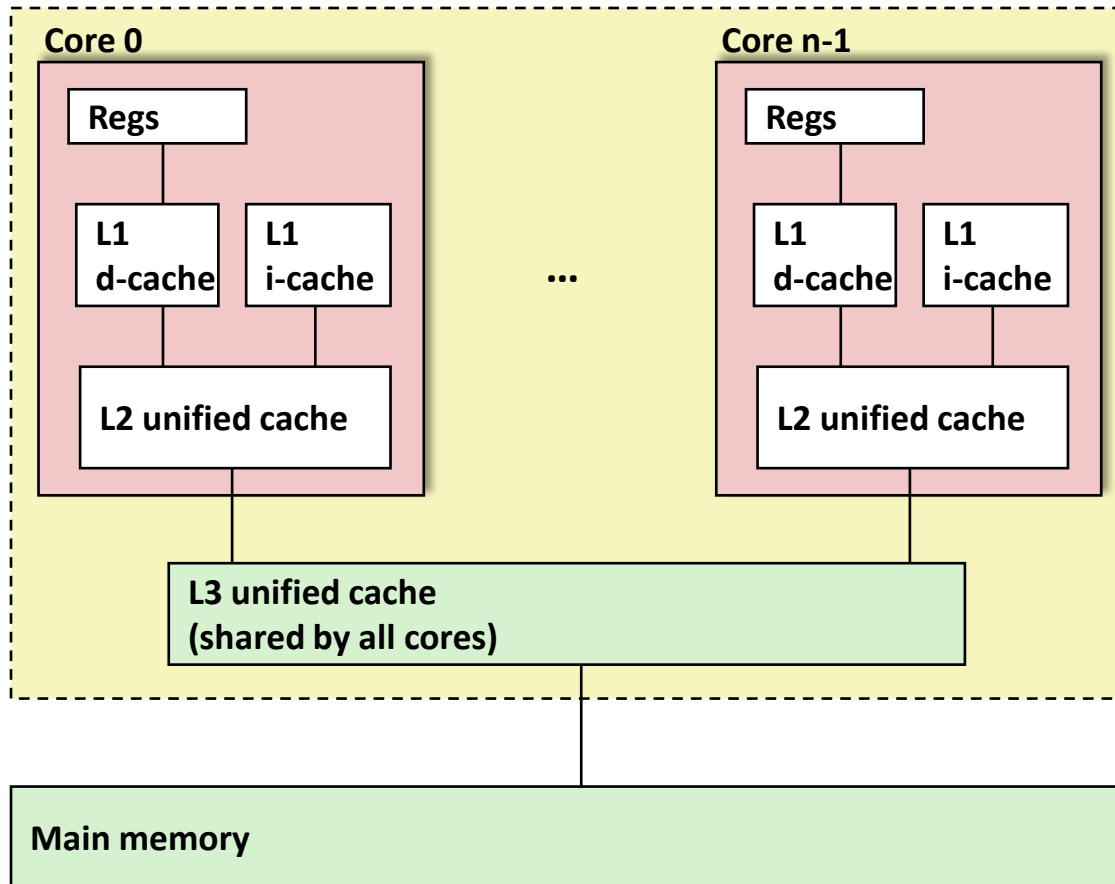 Core 0
Regs
L1
d-cache
L1
i-cache
L2 unified cache
...
Core n-1
Regs
L1
d-cache
L1
i-cache
L2 unified cache
L3 unified cache
(shared by all cores)
Main memory